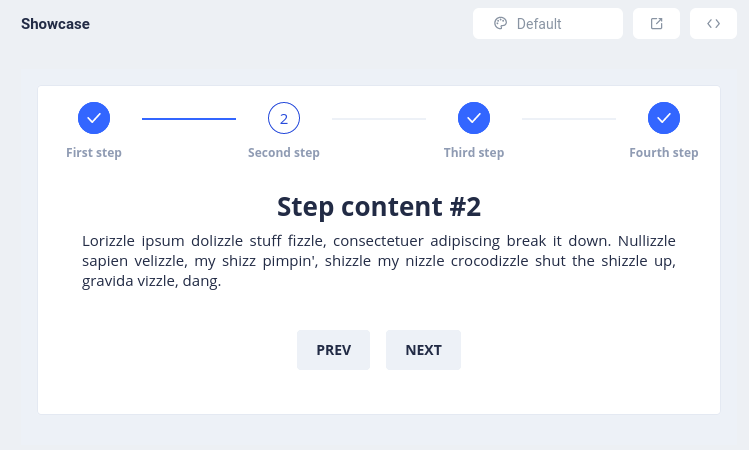 Showcase
Default
2
First step
Second step
Third step
Fourth step
Step content #2
Lorizzle ipsum dolizzle stuff fizzle, consectetuer adipiscing break it down. Nullizzle
sapien velizzle, my shizz pimpin', shizzle my nizzle crocodizzle shut the shizzle up,
gravida vizzle, dang.
PREV
NEXT